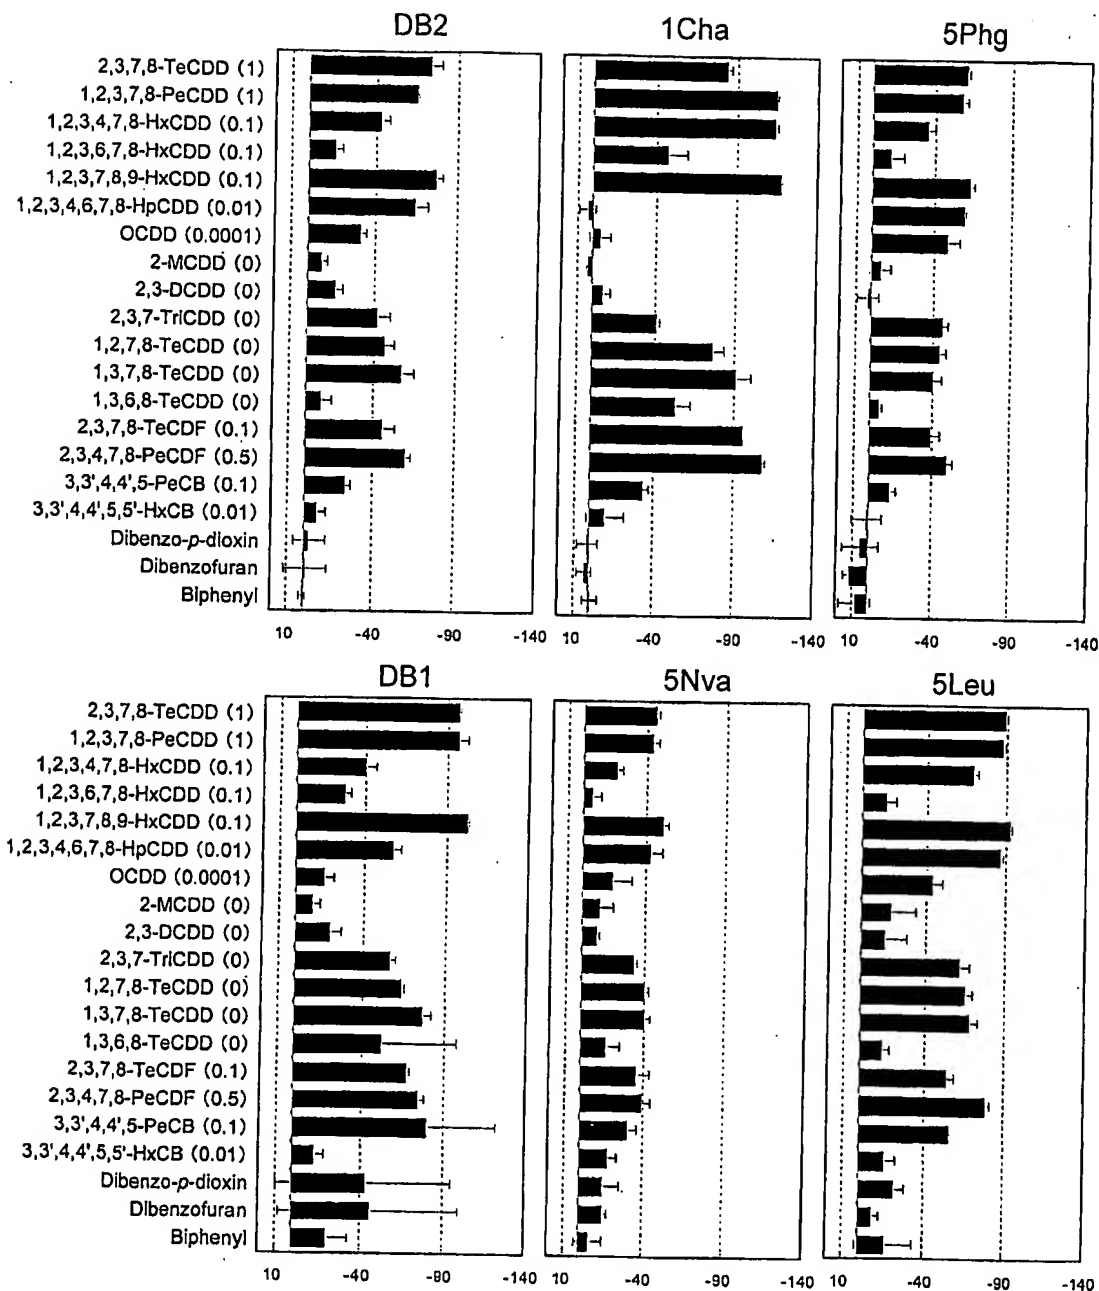 DB2 1Cha 5Phg
2,3,7,8-TeCDD (1)
1,2,3,7,8-PeCDD (1)
1,2,3,4,7,8-HxCDD (0.1)
1,2,3,6,7,8-HxCDD (0.1)
1,2,3,7,8,9-HxCDD (0.1)
1,2,3,4,6,7,8-HpCDD (0.01)
OCDD (0.0001)
2-MCDD (0)
2,3-DCDD (0)
2,3,7-TriCDD (0)
1,2,7,8-TeCDD (0)
1,3,7,8-TeCDD (0)
1,3,6,8-TeCDD (0)
2,3,7,8-TeCDF (0.1)
2,3,4,7,8-PeCDF (0.5)
3,3',4,4',5-PeCB (0.1)
3,3',4,4',5,5'-HxCB (0.01)
Dibenzo-p-dioxin
Dibenzofuran
Biphenyl
10 -40 -90 -140 10 -40 -90 -140 10 -40 -90 -140
DB1 5Nva 5Leu
2,3,7,8-TeCDD (1)
1,2,3,7,8-PeCDD (1)
1,2,3,4,7,8-HxCDD (0.1)
1,2,3,6,7,8-HxCDD (0.1)
1,2,3,7,8,9-HxCDD (0.1)
1,2,3,4,6,7,8-HpCDD (0.01)
OCDD (0.0001)
2-MCDD (0)
2,3-DCDD (0)
2,3,7-TriCDD (0)
1,2,7,8-TeCDD (0)
1,3,7,8-TeCDD (0)
1,3,6,8-TeCDD (0)
2,3,7,8-TeCDF (0.1)
2,3,4,7,8-PeCDF (0.5)
3,3',4,4',5-PeCB (0.1)
3,3',4,4',5,5'-HxCB (0.01)
Dibenzo-p-dioxin
Dibenzofuran
Biphenyl
10 -40 -90 -140 10 -40 -90 -140 10 -40 -90 -140